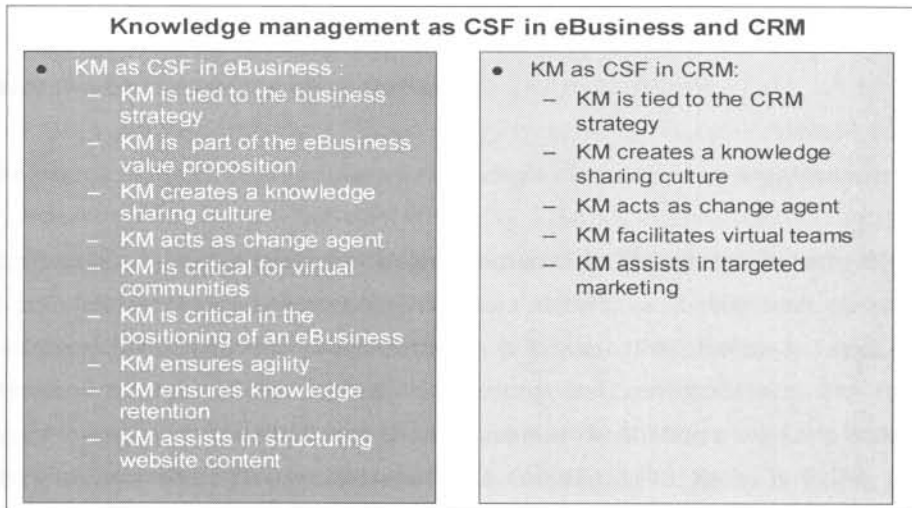 Knowledge management as CSF in eBusiness and CRM
• KM as CSF in eBusiness :
– KM is tied to the business
strategy
– KM is part of the eBusiness
value proposition
– KM creates a knowledge
sharing culture
– KM acts as change agent
– KM is critical for virtual
communities
– KM is critical in the
positioning of an eBusiness
– KM ensures agility
– KM ensures knowledge
retention
– KM assists in structuring
website content
• KM as CSF in CRM:
– KM is tied to the CRM
strategy
– KM creates a knowledge
sharing culture
– KM acts as change agent
– KM facilitates virtual teams
– KM assists in targeted
marketing